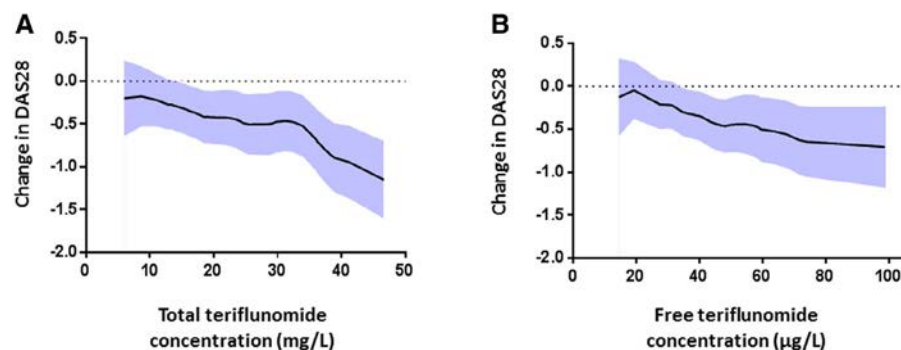 A
Change in DAS28
0.5
0.0
-0.5
-1.0
-1.5
-2.0
0 10 20 30 40 50
Total teriflunomide
concentration (mg/L)
B
Change in DAS28
0.5
0.0
-0.5
-1.0
-1.5
-2.0
0 20 40 60 80 100
Free teriflunomide
concentration (µg/L)